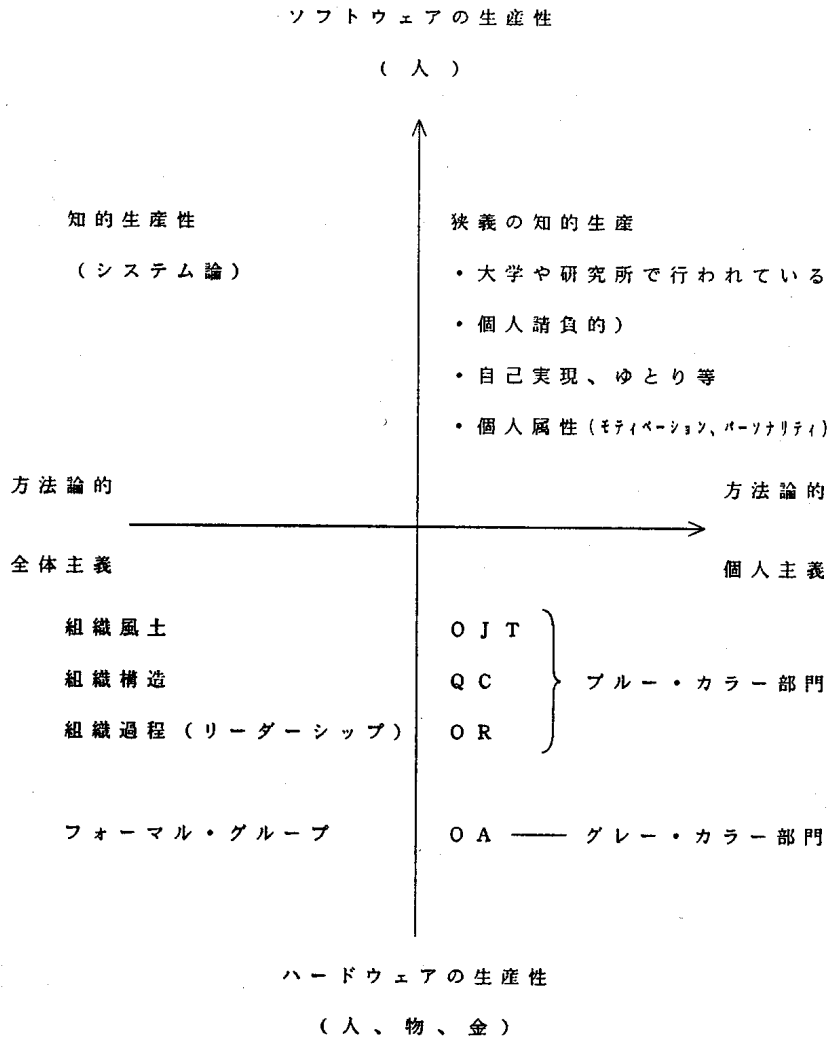 ソフトウェアの生産性
(人)
知的生産性
(システム論)
狭義の知的生産
・大学や研究所で行われている
・個人請負的)
・自己実現、ゆとり等
・個人属性(モティベーション、パーソナリティ)
方法論的
全体主義
方法論的
個人主義
組織風土
組織構造
組織過程(リーダーシップ)
フォーマル・グループ
OJT
QC
OR
ブルー・カラー部門
OA ── グレー・カラー部門
ハードウェアの生産性
(人、物、金)